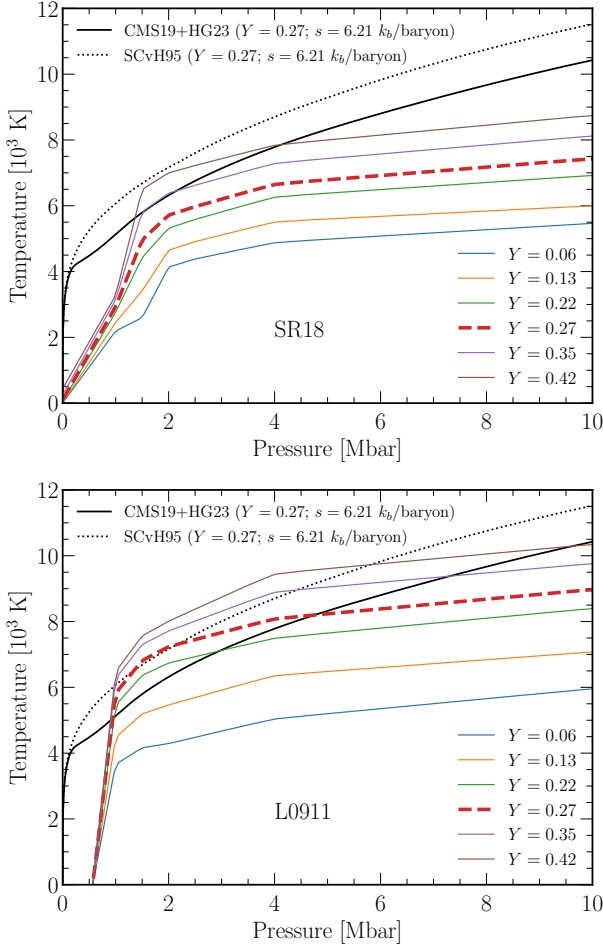 12
10
8
6
4
2
0
Temperature [10³ K]
CMS19+HG23 (Y = 0.27; s = 6.21 k_b/baryon)
SCvH95 (Y = 0.27; s = 6.21 k_b/baryon)
SR18
Y = 0.06
Y = 0.13
Y = 0.22
Y = 0.27
Y = 0.35
Y = 0.42
0 2 4 6 8 10
Pressure [Mbar]
12
10
8
6
4
2
0
Temperature [10³ K]
CMS19+HG23 (Y = 0.27; s = 6.21 k_b/baryon)
SCvH95 (Y = 0.27; s = 6.21 k_b/baryon)
L0911
Y = 0.06
Y = 0.13
Y = 0.22
Y = 0.27
Y = 0.35
Y = 0.42
0 2 4 6 8 10
Pressure [Mbar]